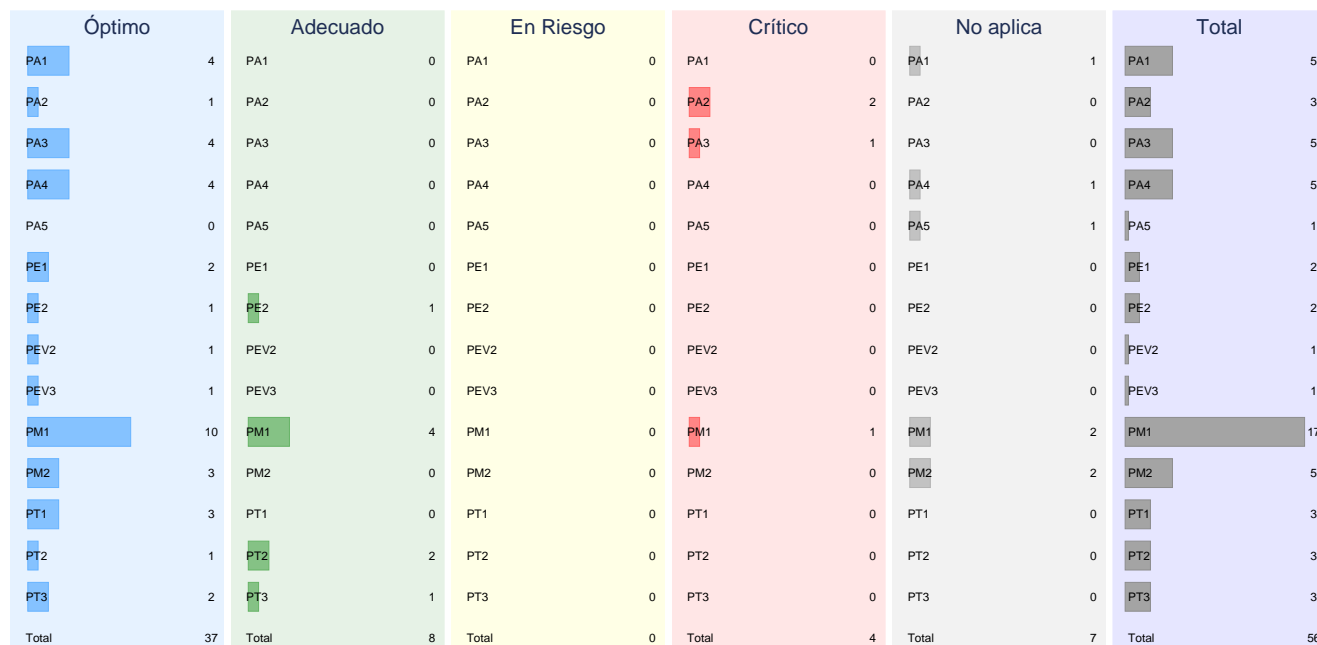 Óptimo Adecuado En Riesgo Crítico No aplica Total
PA1 4 PA1 0 PA1 0 PA1 0 PA1 1 PA1 5
PA2 1 PA2 0 PA2 0 PA2 2 PA2 0 PA2 3
PA3 4 PA3 0 PA3 0 PA3 1 PA3 0 PA3 5
PA4 4 PA4 0 PA4 0 PA4 0 PA4 1 PA4 5
PA5 0 PA5 0 PA5 0 PA5 0 PA5 1 PA5 1
PE1 2 PE1 0 PE1 0 PE1 0 PE1 0 PE1 2
PE2 1 PE2 1 PE2 0 PE2 0 PE2 0 PE2 2
PEV2 1 PEV2 0 PEV2 0 PEV2 0 PEV2 0 PEV2 1
PEV3 1 PEV3 0 PEV3 0 PEV3 0 PEV3 0 PEV3 1
PM1 10 PM1 4 PM1 0 PM1 1 PM1 2 PM1 17
PM2 3 PM2 0 PM2 0 PM2 0 PM2 2 PM2 5
PT1 3 PT1 0 PT1 0 PT1 0 PT1 0 PT1 3
PT2 1 PT2 2 PT2 0 PT2 0 PT2 0 PT2 3
PT3 2 PT3 1 PT3 0 PT3 0 PT3 0 PT3 3
Total 37 Total 8 Total 0 Total 4 Total 7 Total 56